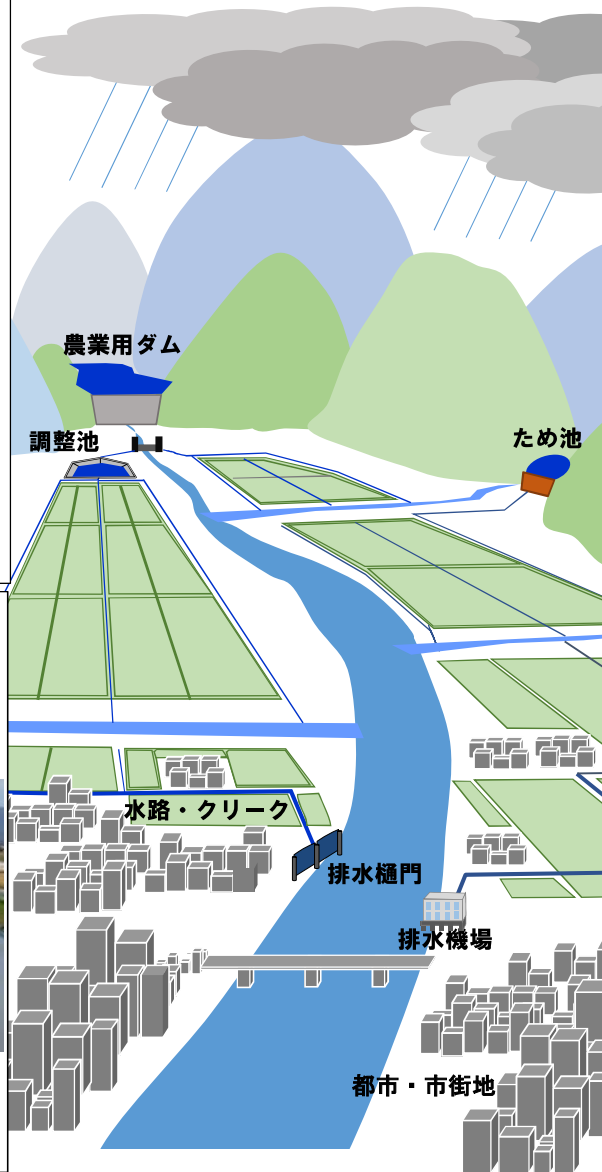 農業用ダム
調整池
ため池
水路・クリーク
排水樋門
排水機場
都市・市街地